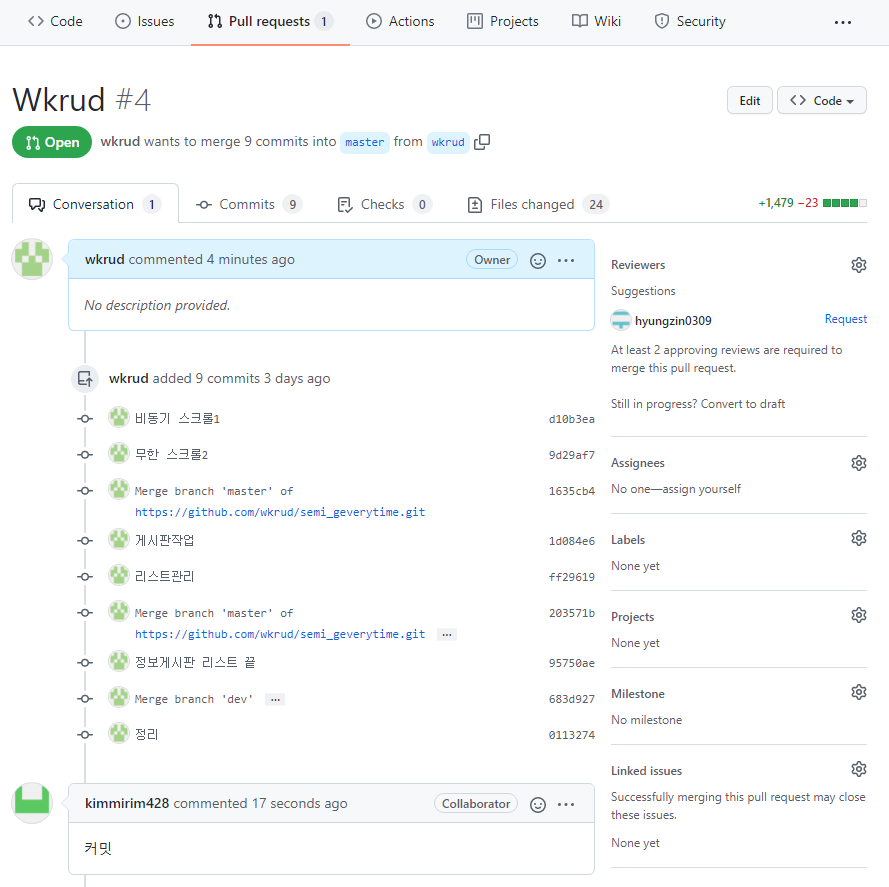 Code Issues Pull requests 1 Actions Projects Wiki Security ...
Wkrud #4
Edit Code
Open wkrud wants to merge 9 commits into master from wkrud
Conversation 1 Commits 9 Checks 0 Files changed 24 +1,479 −23
wkrud commented 4 minutes ago Owner ...
No description provided.
wkrud added 9 commits 3 days ago
비동기 스크롤1 d10b3ea
무한 스크롤2 9d29af7
Merge branch 'master' of 1635cb4
https://github.com/wkrud/semi_geverytime.git
게시판작업 1d084e6
리스트관리 ff29619
Merge branch 'master' of 203571b
https://github.com/wkrud/semi_geverytime.git ...
정보게시판 리스트 끝 95750ae
Merge branch 'dev' ... 683d927
정리 0113274
kimmirim428 commented 17 seconds ago Collaborator ...
커밋
Reviewers
Suggestions
hyungzin0309 Request
At least 2 approving reviews are required to
merge this pull request.
Still in progress? Convert to draft
Assignees
No one—assign yourself
Labels
None yet
Projects
None yet
Milestone
No milestone
Linked issues
Successfully merging this pull request may close
these issues.
None yet